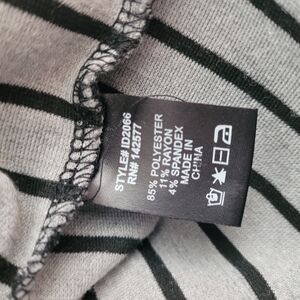 STYLE# ID2066
RN# 142577
85% POLYESTER
11% RAYON
4% SPANDEX
MADE IN
CHINA